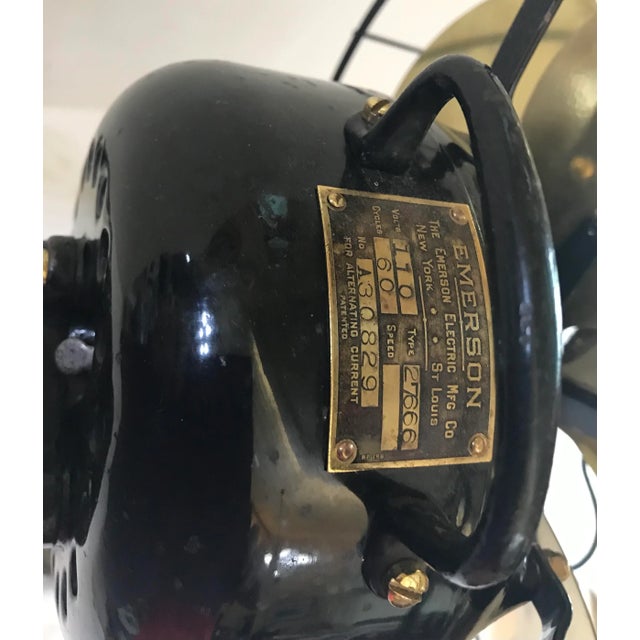 EMERSON
THE EMERSON ELECTRIC MFG CO
NEW YORK · · ST LOUIS
VOLTS 110 TYPE 27666
CYCLES 60 SPEED
NO A30829
FOR ALTERNATING CURRENT
PATENTED